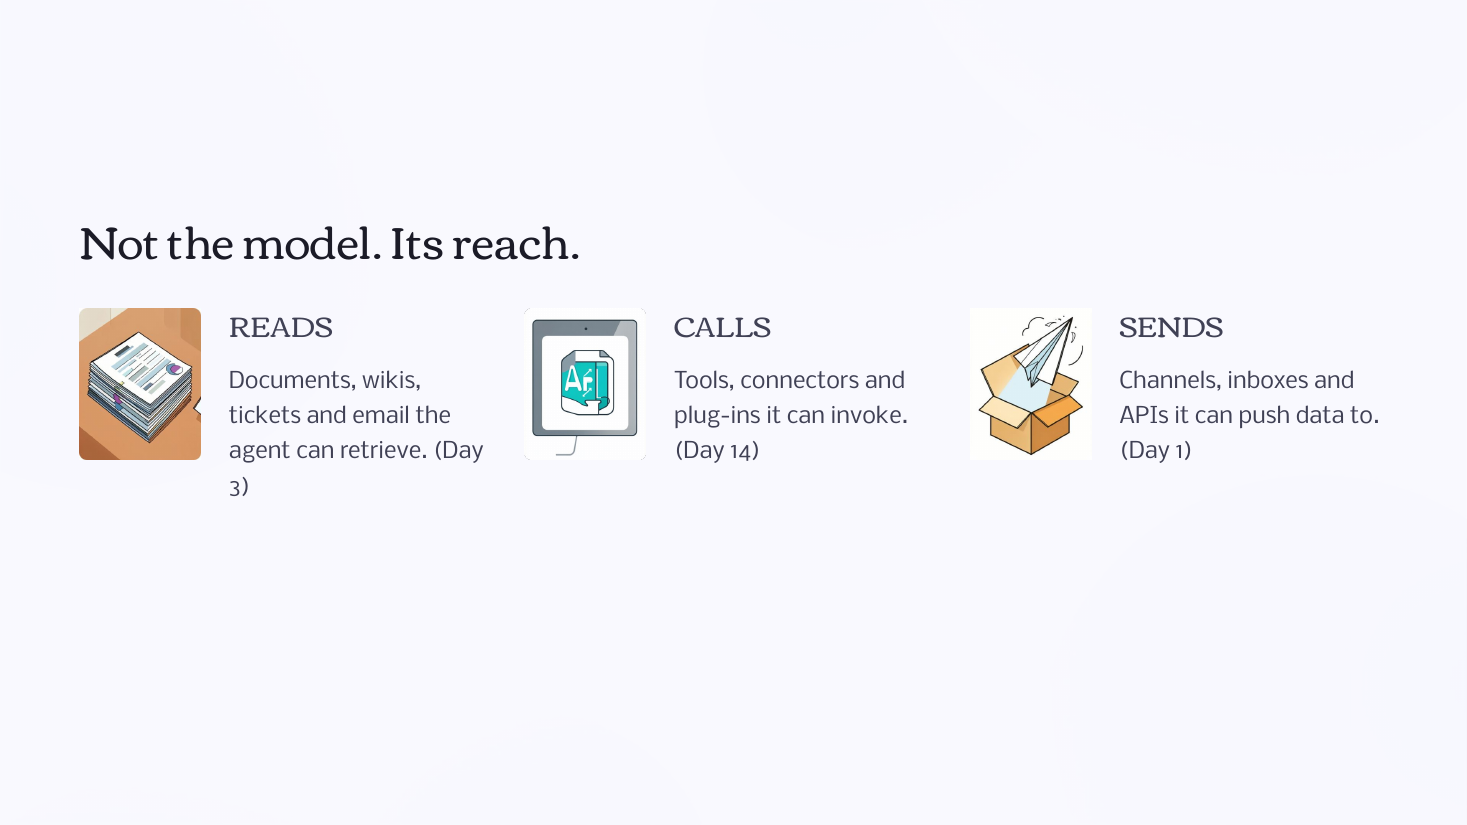 Not the model. Its reach.
READS
Documents, wikis,
tickets and email the
agent can retrieve. (Day
3)
CALLS
Tools, connectors and
plug-ins it can invoke.
(Day 14)
SENDS
Channels, inboxes and
APIs it can push data to.
(Day 1)